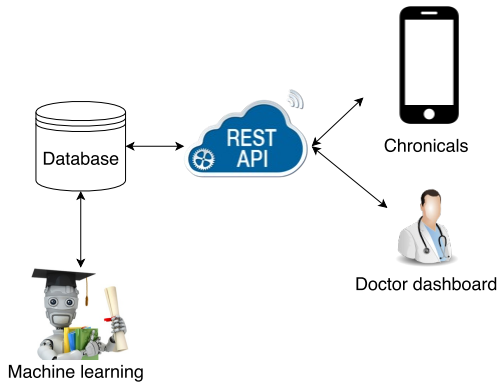 REST
API
Database
Chronicals
Doctor dashboard
Machine learning